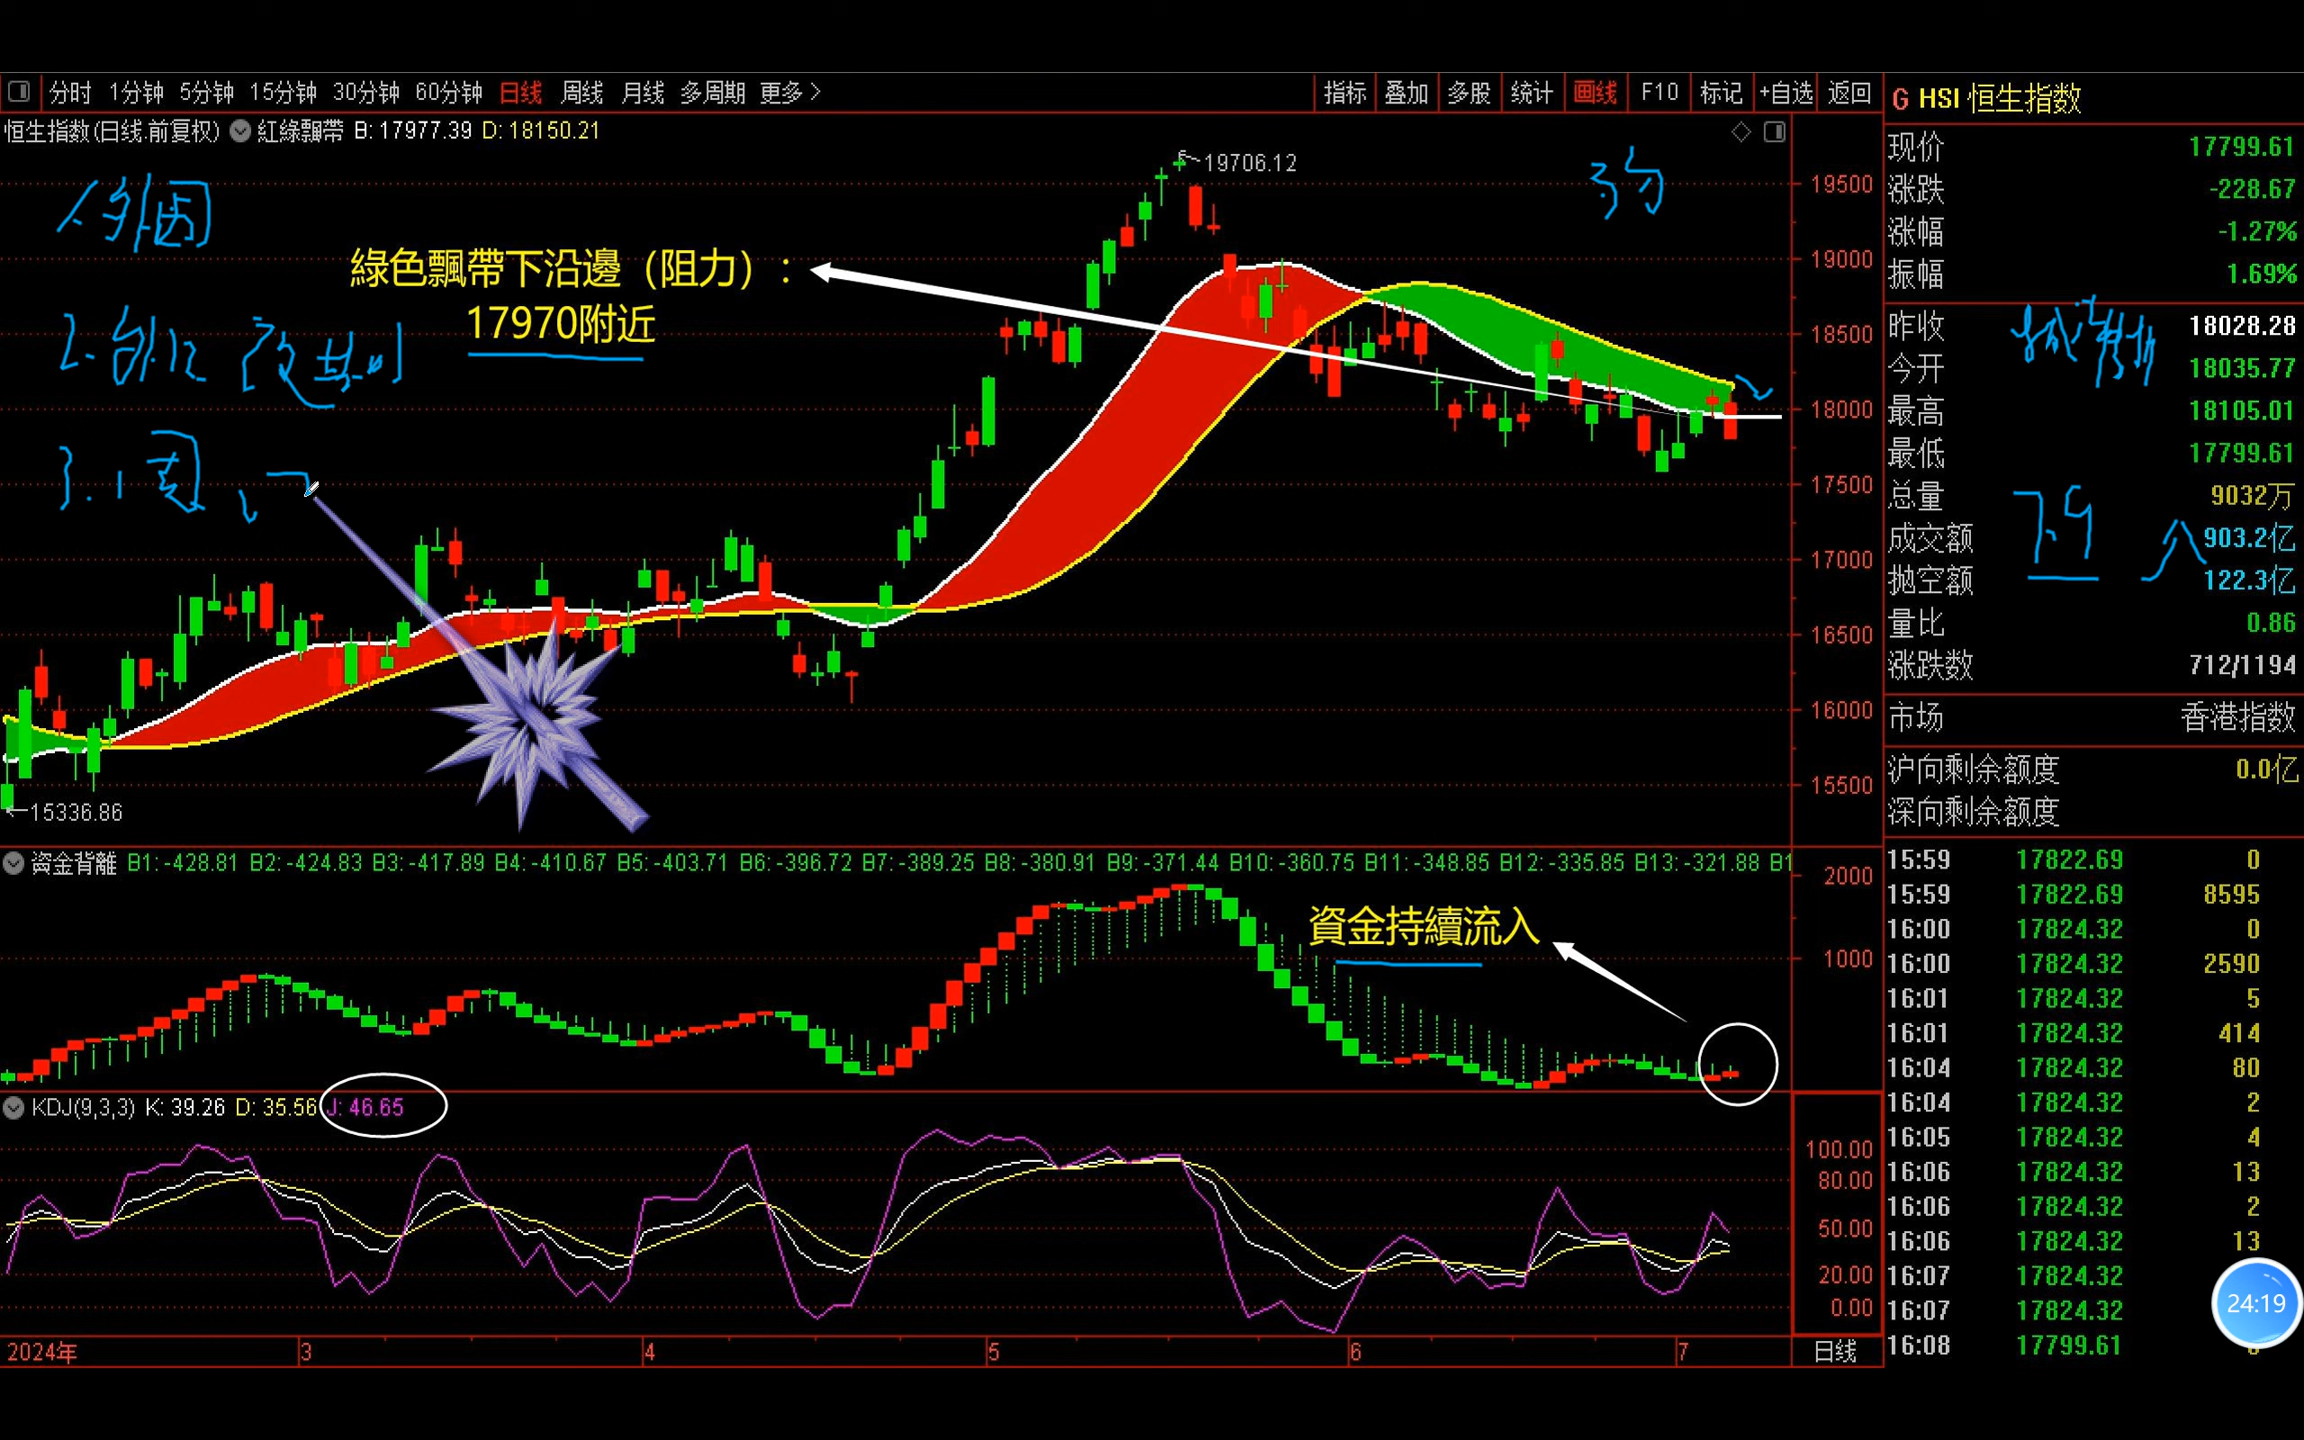 分时 1分钟 5分钟 15分钟 30分钟 60分钟 日线 周线 月线 多周期 更多 >
指标 叠加 多股 统计 画线 F10 标记 +自选 返回
G HSI 恒生指数
恒生指数(日线.前复权) 紅綠飄帶 B: 17977.39 D: 18150.21
19706.12
綠色飄帶下沿邊（阻力）：
17970附近
15336.86
19500
19000
18500
18000
17500
17000
16500
16000
15500
现价 17799.61
涨跌 -228.67
涨幅 -1.27%
振幅 1.69%
昨收 18028.28
今开 18035.77
最高 18105.01
最低 17799.61
总量 9032万
成交额 903.2亿
抛空额 122.3亿
量比 0.86
涨跌数 712/1194
市场 香港指数
沪向剩余额度 0.0亿
深向剩余额度
资金背離 B1: -428.81 B2: -424.83 B3: -417.89 B4: -410.67 B5: -403.71 B6: -396.72 B7: -389.25 B8: -380.91 B9: -371.44 B10: -360.75 B11: -348.85 B12: -335.85 B13: -321.88 B1
2000
1000
資金持續流入
KDJ(9,3,3) K: 39.26 D: 35.56 J: 46.65
100.00
80.00
50.00
20.00
0.00
2024年 3 4 5 6 7 日线
15:59 17822.69 0
15:59 17822.69 8595
16:00 17824.32 0
16:00 17824.32 2590
16:01 17824.32 5
16:01 17824.32 414
16:04 17824.32 80
16:04 17824.32 2
16:05 17824.32 4
16:06 17824.32 13
16:06 17824.32 2
16:06 17824.32 13
16:07 17824.32
16:07 17824.32
16:08 17799.61
24:19